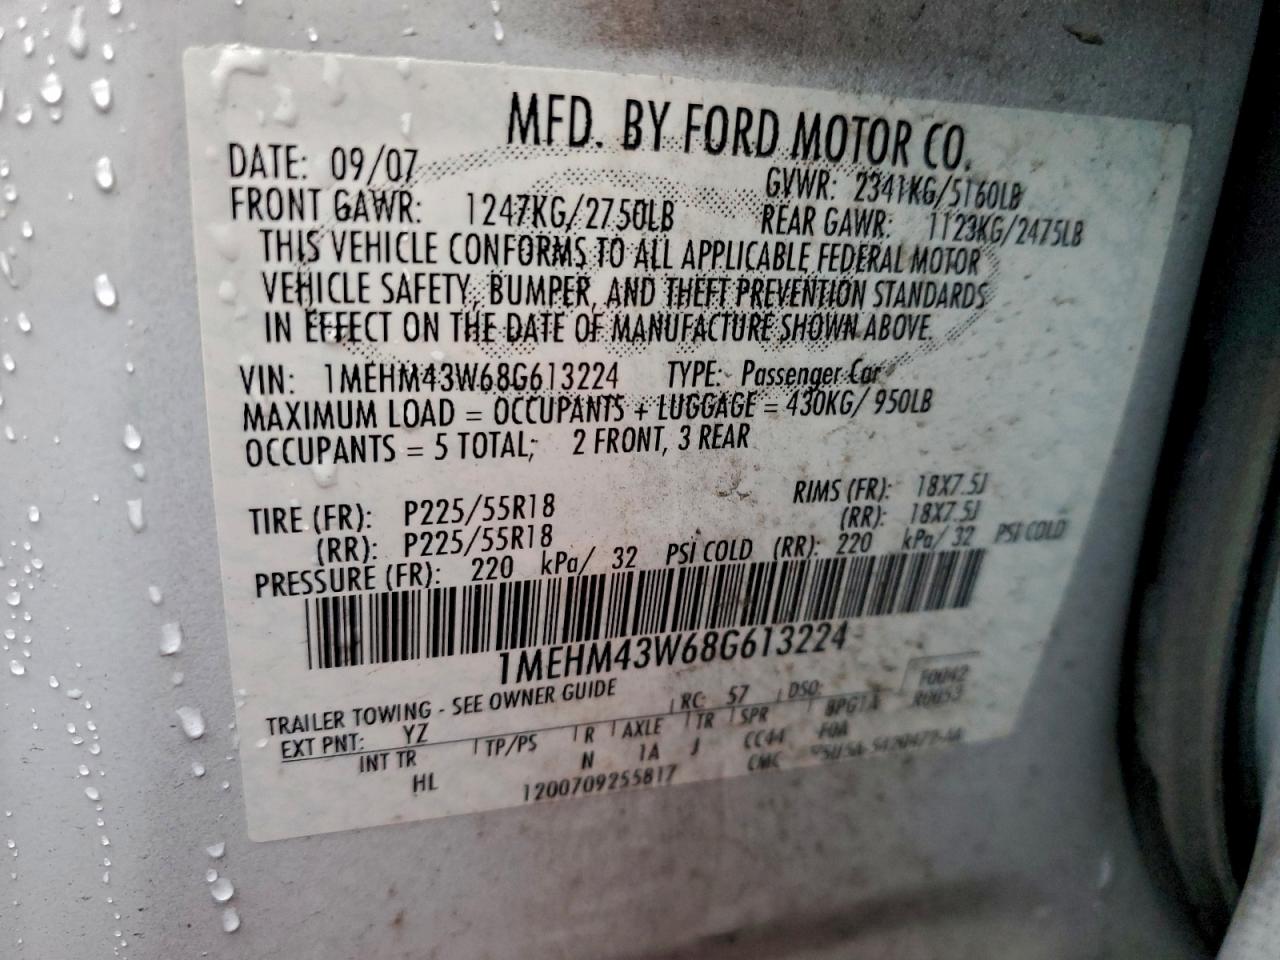 MFD. BY FORD MOTOR CO.
DATE: 09/07 GVWR: 2341KG/5160LB
FRONT GAWR: 1247KG/2750LB REAR GAWR: 1123KG/2475LB
THIS VEHICLE CONFORMS TO ALL APPLICABLE FEDERAL MOTOR
VEHICLE SAFETY, BUMPER, AND THEFT PREVENTION STANDARDS
IN EFFECT ON THE DATE OF MANUFACTURE SHOWN ABOVE.
VIN: 1MEHM43W68G613224 TYPE: Passenger Car
MAXIMUM LOAD = OCCUPANTS + LUGGAGE = 430KG/ 950LB
OCCUPANTS = 5 TOTAL; 2 FRONT, 3 REAR
TIRE (FR): P225/55R18 RIMS (FR): 18X7.5J
(RR): P225/55R18 (RR): 18X7.5J
PRESSURE (FR): 220 kPa/ 32 PSI COLD (RR): 220 kPa/ 32 PSI COLD
1MEHM43W68G613224
TRAILER TOWING - SEE OWNER GUIDE
EXT PNT: YZ RC: 57 DSO: F0042
R0053
INT TR TP/PS R AXLE TR SPR BPG1A
HL N 1A J CC44 FOA
1200709255817 CMC